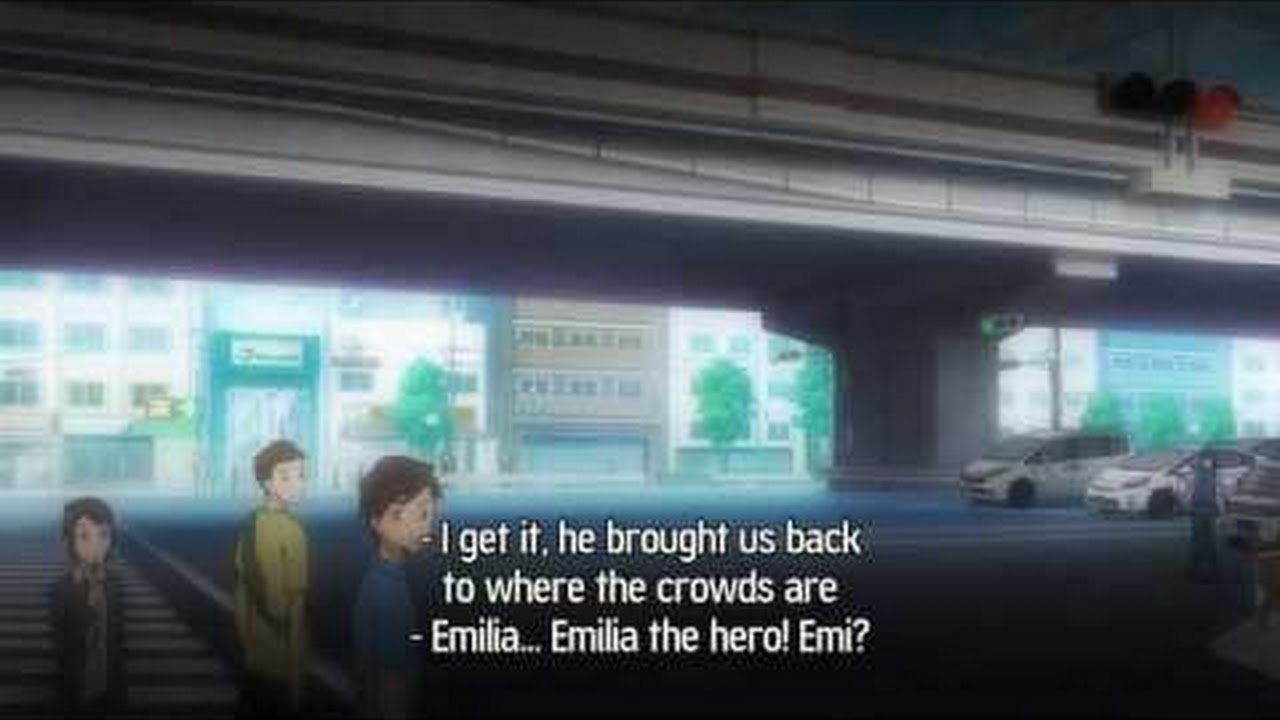 - I get it, he brought us back
to where the crowds are
- Emilia... Emilia the hero! Emi?